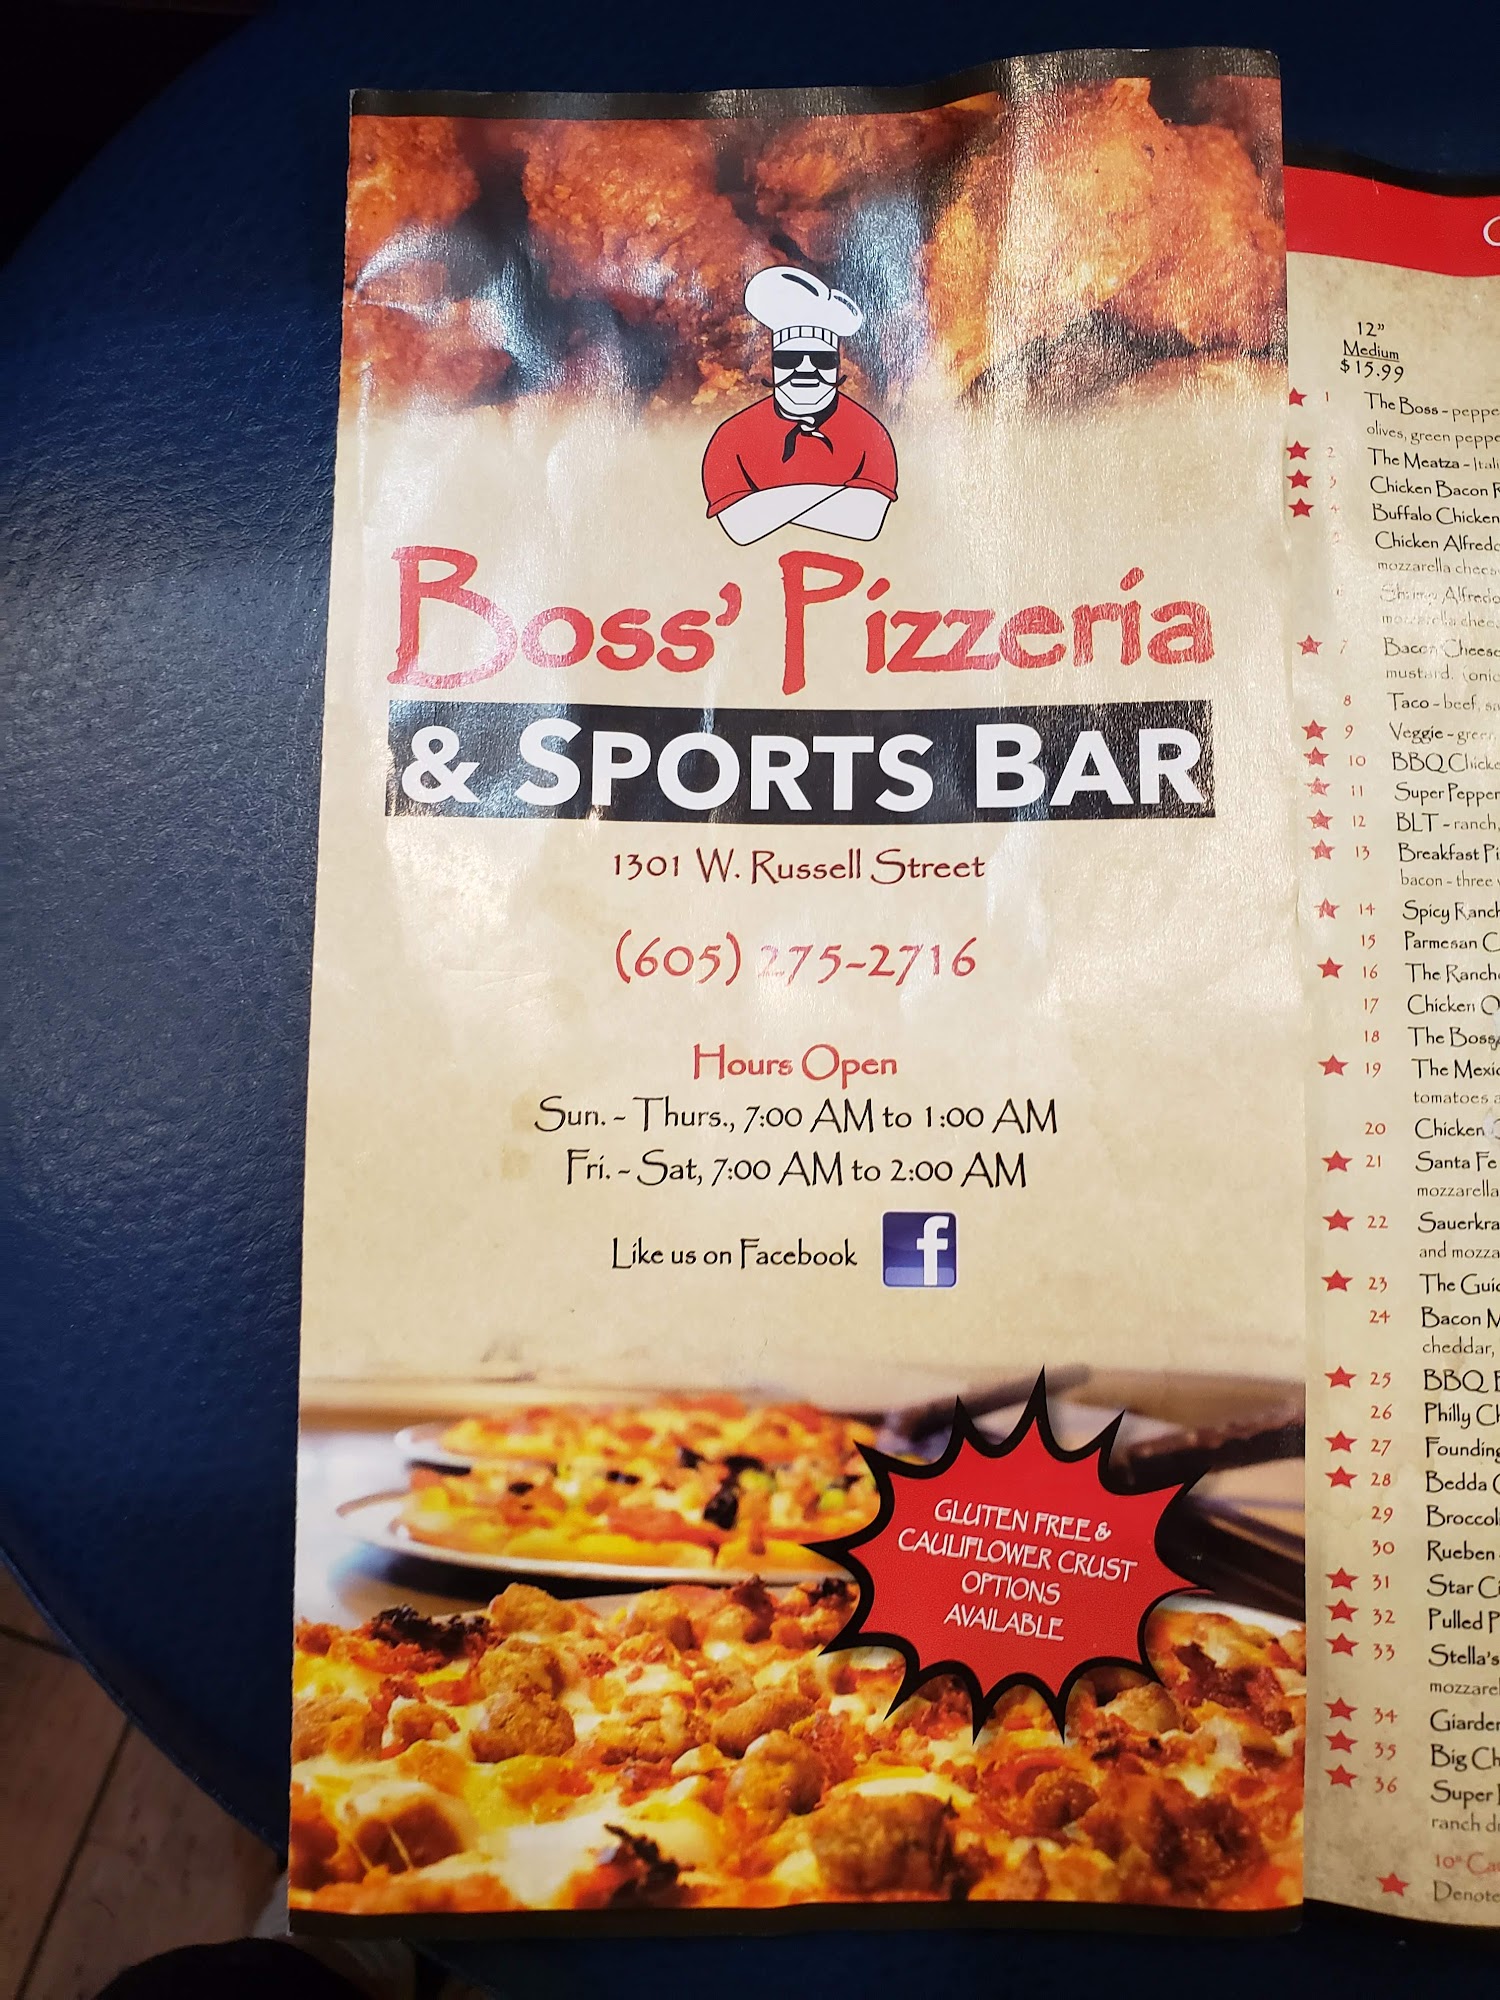 Boss' Pizzeria
& Sports Bar
1301 W. Russell Street
(605) 275-2716
Hours Open
Sun. - Thurs., 7:00 AM to 1:00 AM
Fri. - Sat, 7:00 AM to 2:00 AM
Like us on Facebook f
GLUTEN FREE &
CAULIFLOWER CRUST
OPTIONS
AVAILABLE
12"
Medium
$15.99
1 The Boss -
olives, green
2 The Meatza -
3 Chicken Bacon
4 Buffalo Chicken
Chicken Alfredo
mozzarella
Alfredo
7 Bacon Cheese
mustard,
8 Taco - beef,
9 Veggie -
10 BBQ
11 Super
12 BLT - ranch,
13 Breakfast
bacon - three
14 Spicy
15 Parmesan
16 The
17 Chicken
18 The
19 The
tomatoes
20 Chicken
21 Santa Fe
mozzarella
22
and
23 The
24 Bacon
cheddar,
25 BBQ
26 Philly
27
28 Bedda
29
30 Rueben
31 Star
32 Pulled
33 Stella's
34
35 Big
36 Super
ranch
10"